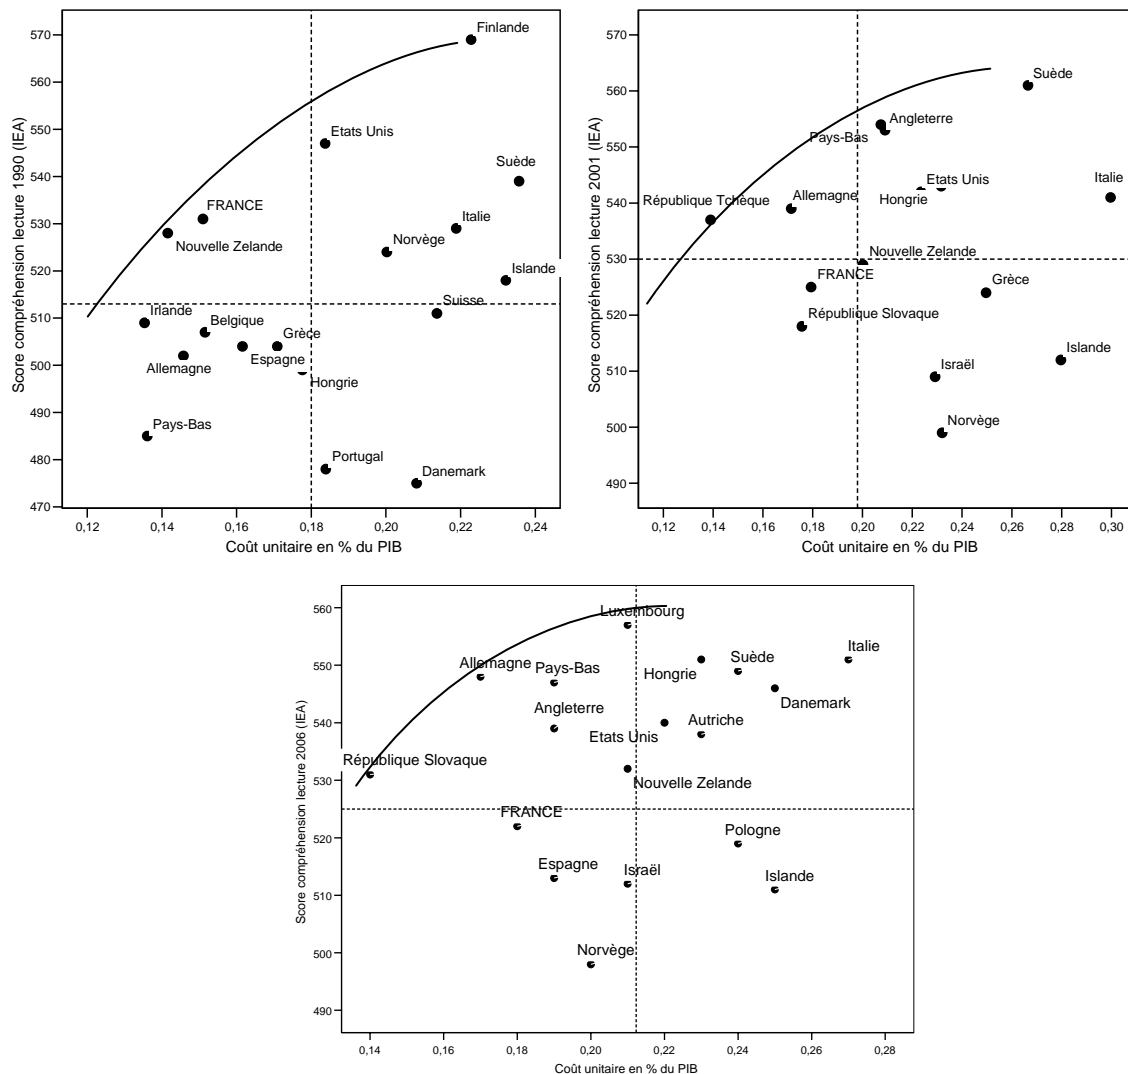 Score compréhension lecture 1990 (IEA)
570
560
550
540
530
520
510
500
490
480
470
Finlande
Etats Unis
Suède
FRANCE
Italie
Nouvelle Zelande
Norvège
Islande
Suisse
Irlande
Belgique
Grèce
Allemagne
Espagne
Hongrie
Pays-Bas
Portugal
Danemark
0,12
0,14
0,16
0,18
0,20
0,22
0,24
Coût unitaire en % du PIB
Score compréhension lecture 2001 (IEA)
570
560
550
540
530
520
510
500
490
Suède
Angleterre
Pays-Bas
Etats Unis
Italie
Hongrie
Allemagne
République Tchèque
Nouvelle Zelande
FRANCE
Grèce
République Slovaque
Islande
Israël
Norvège
0,12
0,14
0,16
0,18
0,20
0,22
0,24
0,26
0,28
0,30
Coût unitaire en % du PIB
Score compréhension lecture 2006 (IEA)
560
550
540
530
520
510
500
490
Luxembourg
Allemagne
Pays-Bas
Hongrie
Suède
Italie
Danemark
Angleterre
Autriche
Etats Unis
République Slovaque
Nouvelle Zelande
FRANCE
Pologne
Espagne
Israël
Islande
Norvège
0,14
0,16
0,18
0,20
0,22
0,24
0,26
0,28
Coût unitaire en % du PIB